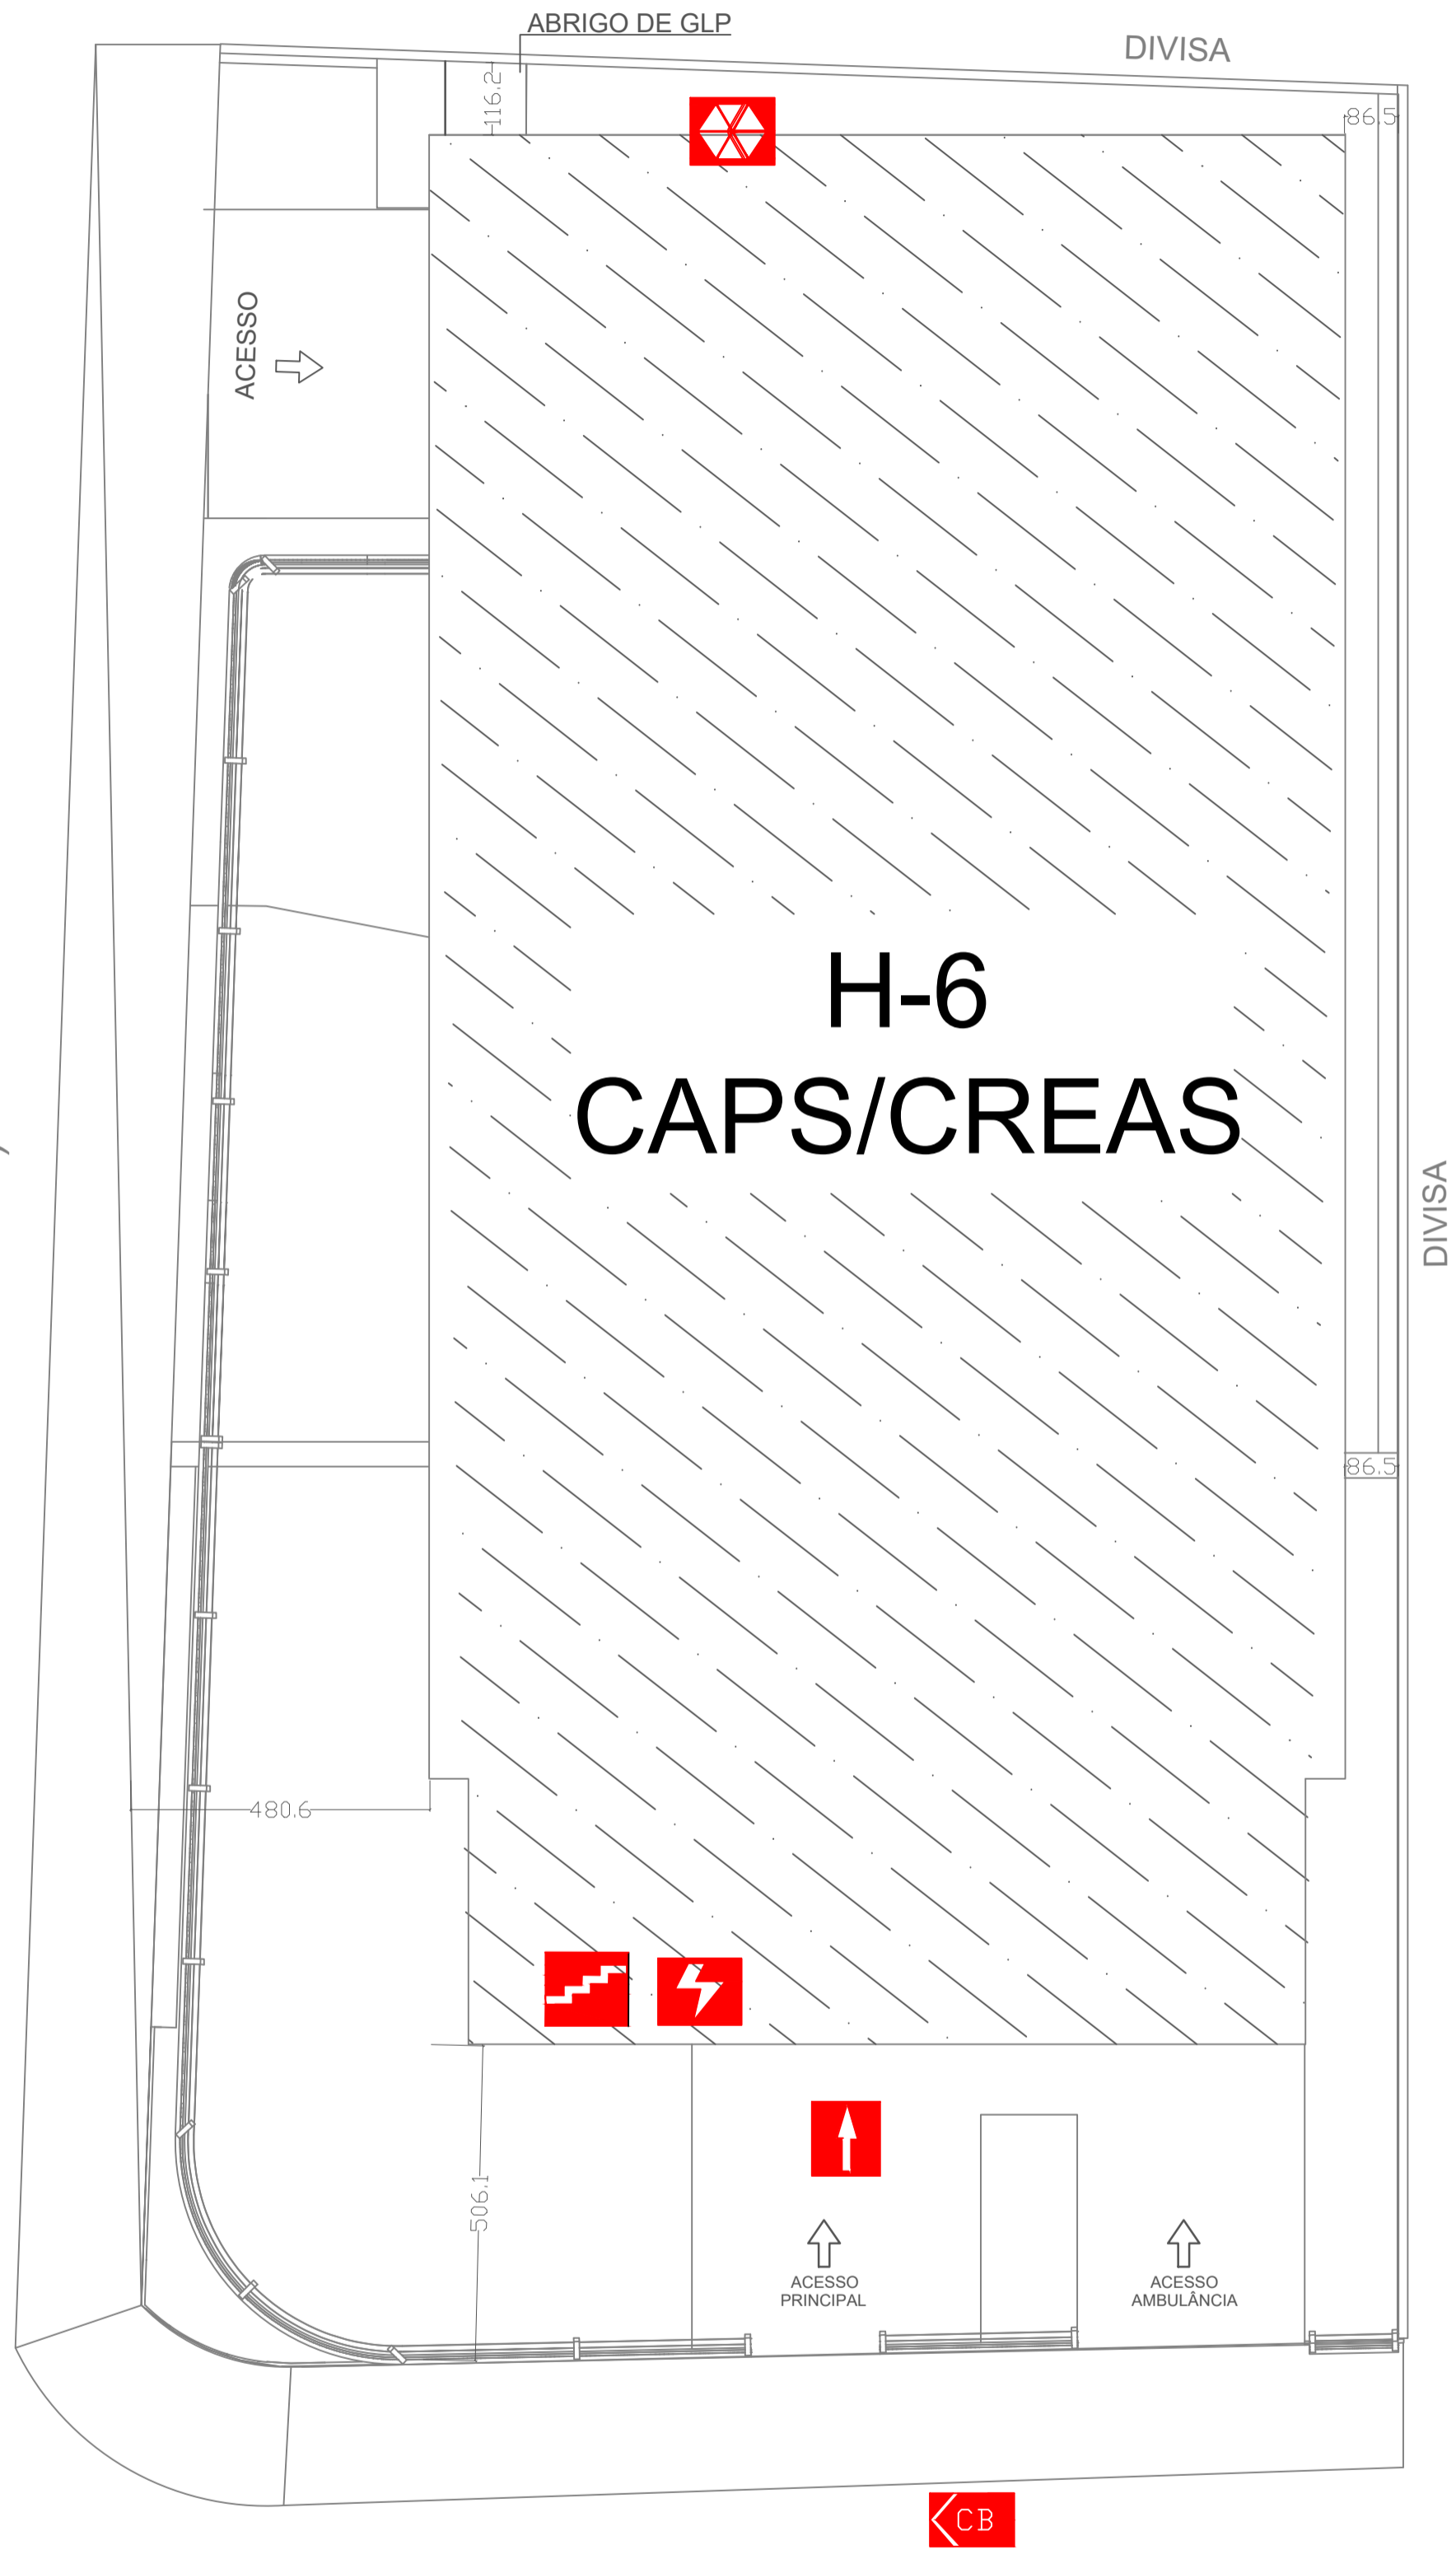 ABRIGO DE GLP
DIVISA
116.2
86.5
ACESSO
H-6
CAPS/CREAS
DIVISA
86.5
480.6
506.1
ACESSO
PRINCIPAL
ACESSO
AMBULÂNCIA
CB